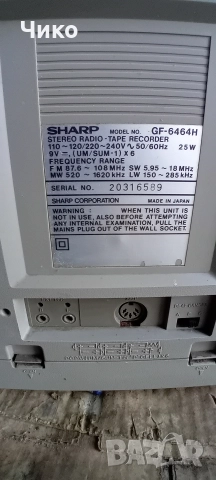 Чико
SHARP MODEL NO. GF-6464H
STEREO RADIO-TAPE RECORDER
110~120/220~240V ∿ 50/60Hz 25W
9V ⎓, (UM/SUM-1) X 6
FREQUENCY RANGE
FM 87.6 ~ 108 MHz SW 5.95 ~ 18 MHz
MW 520 ~ 1620 kHz LW 150 ~ 285 kHz
SERIAL NO. 20316589
SHARP CORPORATION MADE IN JAPAN
WARNING : WHEN THIS UNIT IS
NOT IN USE, ALSO BEFORE ATTEMPTING
ANY INTERNAL EXAMINATION, PULL THE
MAINS PLUG OUT OF THE WALL SOCKET.
bazar.bg